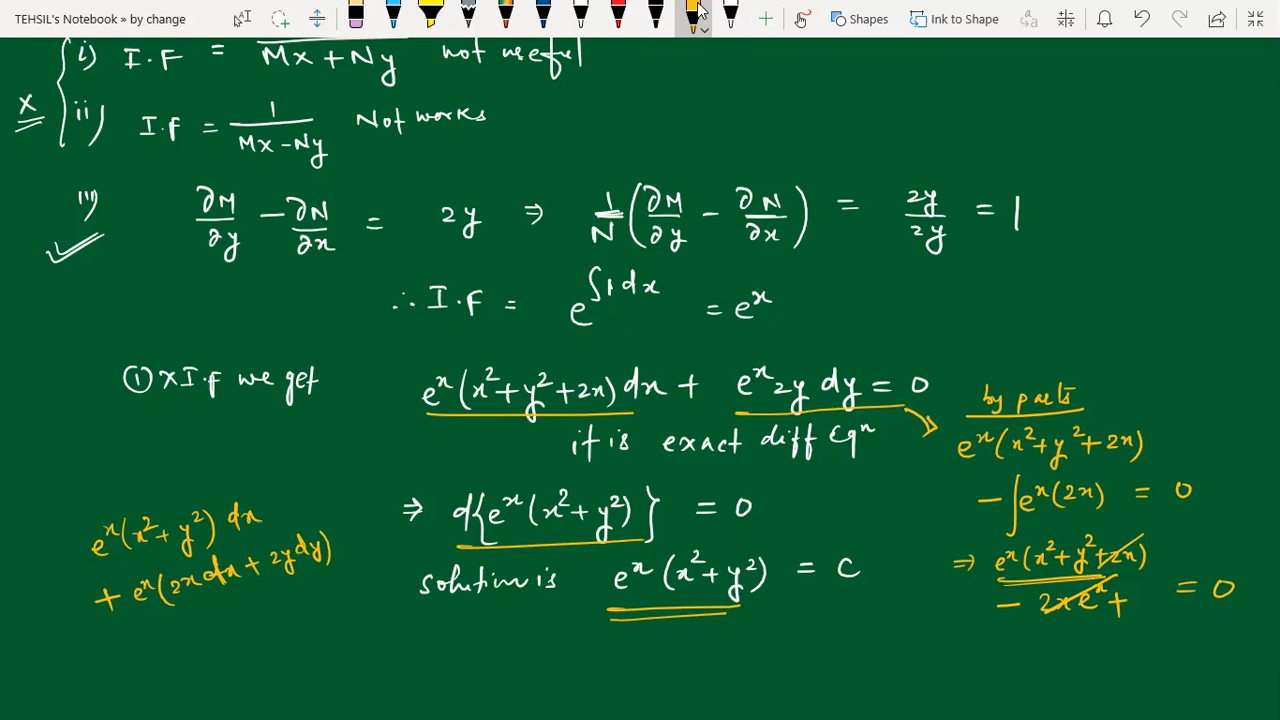 TEHSIL's Notebook » by change
Shapes
Ink to Shape
i) I.F = Mx + Ny not useful
x ii) I.F = 1/(Mx - Ny) Not works
iii) ∂M/∂y - ∂N/∂x = 2y ⇒ 1/N (∂M/∂y - ∂N/∂x) = 2y/2y = 1
∴ I.F = e^∫1dx = e^x
① x I.f we get e^x(x²+y²+2x) dx + e^x 2y dy = 0
it is exact diff Eqⁿ
⇒ d{e^x(x²+y²)} = 0
solution is e^x(x²+y²) = C
by parts
e^x(x²+y²+2x)
- ∫e^x(2x) = 0
⇒ e^x(x²+y²+2x)
- 2xe^x + = 0
e^x(x²+y²) dx
+ e^x(2x dx + 2y dy)